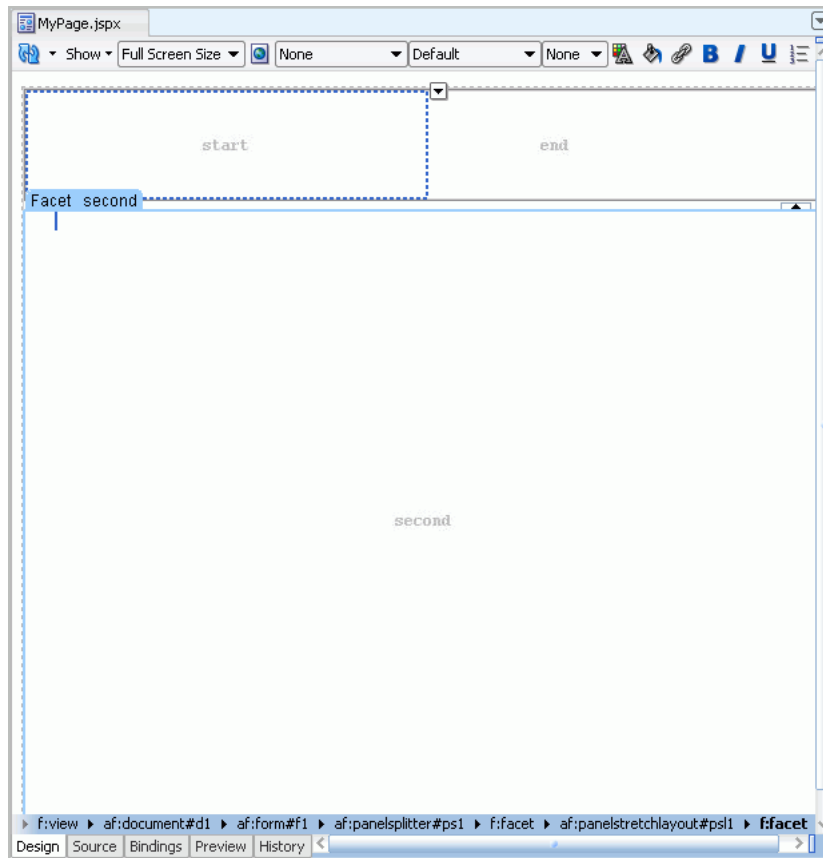 MyPage.jspx
Show Full Screen Size None Default None B I U
start end
Facet second
second
f:view af:document#d1 af:form#f1 af:panelsplitter#ps1 f:facet af:panelstretchlayout#psl1 f:facet
Design Source Bindings Preview History